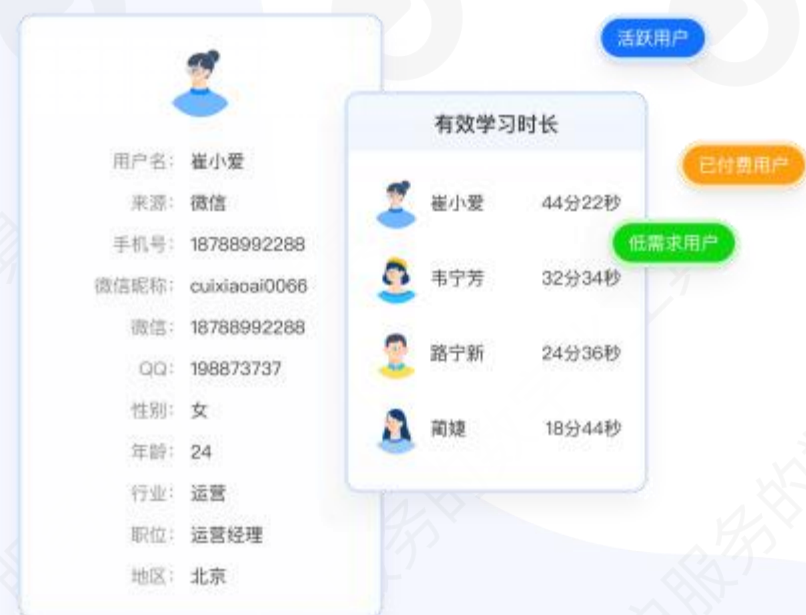 活跃用户
有效学习时长
已付费用户
用户名： 崔小爱
来源： 微信
手机号： 18788992288
微信昵称： cuixiaoai0066
微信： 18788992288
QQ： 198873737
性别： 女
年龄： 24
行业： 运营
职位： 运营经理
地区： 北京
崔小爱 44分22秒
低需求用户
韦宁芳 32分34秒
路宁新 24分36秒
蔺婕 18分44秒